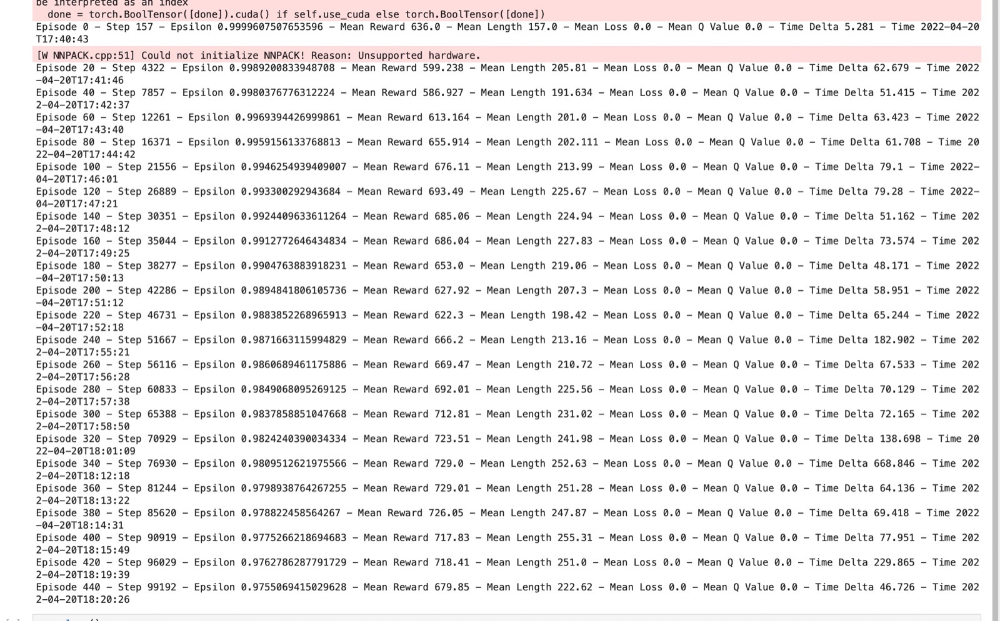 be interpreted as an index
done = torch.BoolTensor([done]).cuda() if self.use_cuda else torch.BoolTensor([done])
Episode 0 – Step 157 – Epsilon 0.9999607507653596 – Mean Reward 636.0 – Mean Length 157.0 – Mean Loss 0.0 – Mean Q Value 0.0 – Time Delta 5.281 – Time 2022-04-20
T17:40:43
[W NNPACK.cpp:51] Could not initialize NNPACK! Reason: Unsupported hardware.
Episode 20 – Step 4322 – Epsilon 0.9989200833948708 – Mean Reward 599.238 – Mean Length 205.81 – Mean Loss 0.0 – Mean Q Value 0.0 – Time Delta 62.679 – Time 2022
-04-20T17:41:46
Episode 40 – Step 7857 – Epsilon 0.9980376776312224 – Mean Reward 586.927 – Mean Length 191.634 – Mean Loss 0.0 – Mean Q Value 0.0 – Time Delta 51.415 – Time 202
2-04-20T17:42:37
Episode 60 – Step 12261 – Epsilon 0.9969394426999861 – Mean Reward 613.164 – Mean Length 201.0 – Mean Loss 0.0 – Mean Q Value 0.0 – Time Delta 63.423 – Time 2022
-04-20T17:43:40
Episode 80 – Step 16371 – Epsilon 0.9959156133768813 – Mean Reward 655.914 – Mean Length 202.111 – Mean Loss 0.0 – Mean Q Value 0.0 – Time Delta 61.708 – Time 20
22-04-20T17:44:42
Episode 100 – Step 21556 – Epsilon 0.9946254939409007 – Mean Reward 676.11 – Mean Length 213.99 – Mean Loss 0.0 – Mean Q Value 0.0 – Time Delta 79.1 – Time 2022-
04-20T17:46:01
Episode 120 – Step 26889 – Epsilon 0.993300292943684 – Mean Reward 693.49 – Mean Length 225.67 – Mean Loss 0.0 – Mean Q Value 0.0 – Time Delta 79.28 – Time 2022-
04-20T17:47:21
Episode 140 – Step 30351 – Epsilon 0.9924409633611264 – Mean Reward 685.06 – Mean Length 224.94 – Mean Loss 0.0 – Mean Q Value 0.0 – Time Delta 51.162 – Time 202
2-04-20T17:48:12
Episode 160 – Step 35044 – Epsilon 0.9912772646434834 – Mean Reward 686.04 – Mean Length 227.83 – Mean Loss 0.0 – Mean Q Value 0.0 – Time Delta 73.574 – Time 202
2-04-20T17:49:25
Episode 180 – Step 38277 – Epsilon 0.9904763883918231 – Mean Reward 653.0 – Mean Length 219.06 – Mean Loss 0.0 – Mean Q Value 0.0 – Time Delta 48.171 – Time 2022
-04-20T17:50:13
Episode 200 – Step 42286 – Epsilon 0.9894841806105736 – Mean Reward 627.92 – Mean Length 207.3 – Mean Loss 0.0 – Mean Q Value 0.0 – Time Delta 58.951 – Time 2022
-04-20T17:51:12
Episode 220 – Step 46731 – Epsilon 0.9883852268965913 – Mean Reward 622.3 – Mean Length 198.42 – Mean Loss 0.0 – Mean Q Value 0.0 – Time Delta 65.244 – Time 2022
-04-20T17:52:18
Episode 240 – Step 51667 – Epsilon 0.9871663115994829 – Mean Reward 666.2 – Mean Length 213.16 – Mean Loss 0.0 – Mean Q Value 0.0 – Time Delta 182.902 – Time 202
2-04-20T17:55:21
Episode 260 – Step 56116 – Epsilon 0.9860689461175886 – Mean Reward 669.47 – Mean Length 210.72 – Mean Loss 0.0 – Mean Q Value 0.0 – Time Delta 67.533 – Time 202
2-04-20T17:56:28
Episode 280 – Step 60833 – Epsilon 0.9849068095269125 – Mean Reward 692.01 – Mean Length 225.56 – Mean Loss 0.0 – Mean Q Value 0.0 – Time Delta 70.129 – Time 202
2-04-20T17:57:38
Episode 300 – Step 65388 – Epsilon 0.9837858851047668 – Mean Reward 712.81 – Mean Length 231.02 – Mean Loss 0.0 – Mean Q Value 0.0 – Time Delta 72.165 – Time 202
2-04-20T17:58:50
Episode 320 – Step 70929 – Epsilon 0.9824240390034334 – Mean Reward 723.51 – Mean Length 241.98 – Mean Loss 0.0 – Mean Q Value 0.0 – Time Delta 138.698 – Time 20
22-04-20T18:01:09
Episode 340 – Step 76930 – Epsilon 0.9809512621975566 – Mean Reward 729.0 – Mean Length 252.63 – Mean Loss 0.0 – Mean Q Value 0.0 – Time Delta 668.846 – Time 202
2-04-20T18:12:18
Episode 360 – Step 81244 – Epsilon 0.9798938764267255 – Mean Reward 729.01 – Mean Length 251.28 – Mean Loss 0.0 – Mean Q Value 0.0 – Time Delta 64.136 – Time 202
2-04-20T18:13:22
Episode 380 – Step 85620 – Epsilon 0.978822458564267 – Mean Reward 726.05 – Mean Length 247.87 – Mean Loss 0.0 – Mean Q Value 0.0 – Time Delta 69.418 – Time 2022
-04-20T18:14:31
Episode 400 – Step 90919 – Epsilon 0.9775266218694683 – Mean Reward 717.83 – Mean Length 255.31 – Mean Loss 0.0 – Mean Q Value 0.0 – Time Delta 77.951 – Time 202
2-04-20T18:15:49
Episode 420 – Step 96029 – Epsilon 0.9762786287791729 – Mean Reward 718.41 – Mean Length 251.0 – Mean Loss 0.0 – Mean Q Value 0.0 – Time Delta 229.865 – Time 202
2-04-20T18:19:39
Episode 440 – Step 99192 – Epsilon 0.9755069415029628 – Mean Reward 679.85 – Mean Length 222.62 – Mean Loss 0.0 – Mean Q Value 0.0 – Time Delta 46.726 – Time 202
2-04-20T18:20:26